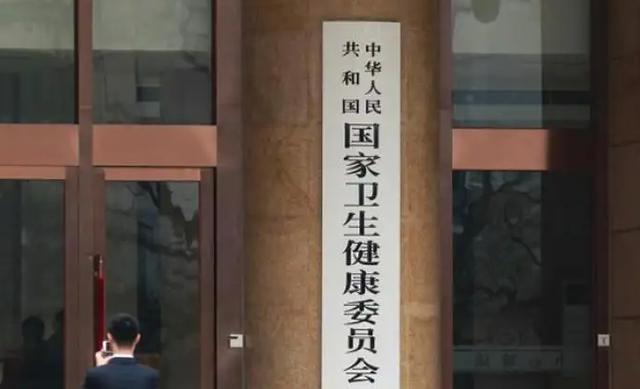 中华人民
共和国
国家卫生健康委员会